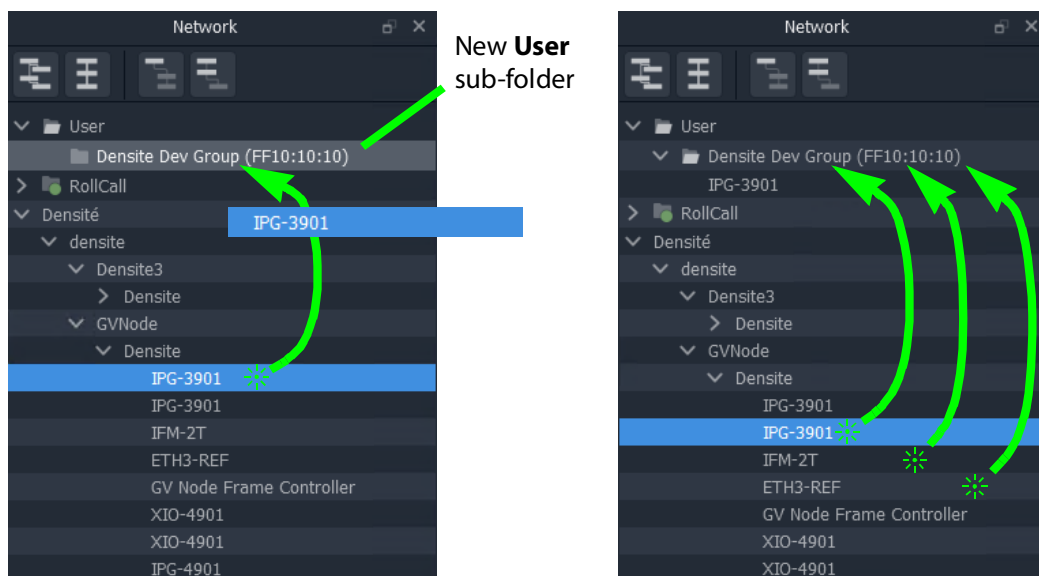 Network
New User
sub-folder
User
Densite Dev Group (FF10:10:10)
RollCall
IPG-3901
Densité
densite
Densite3
Densite
GVNode
Densite
IPG-3901
IPG-3901
IFM-2T
ETH3-REF
GV Node Frame Controller
XIO-4901
XIO-4901
IPG-4901
Network
User
Densite Dev Group (FF10:10:10)
IPG-3901
RollCall
Densité
densite
Densite3
Densite
GVNode
Densite
IPG-3901
IPG-3901
IFM-2T
ETH3-REF
GV Node Frame Controller
XIO-4901
XIO-4901